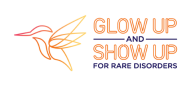 GLOW UP
AND
SHOW UP
FOR RARE DISORDERS